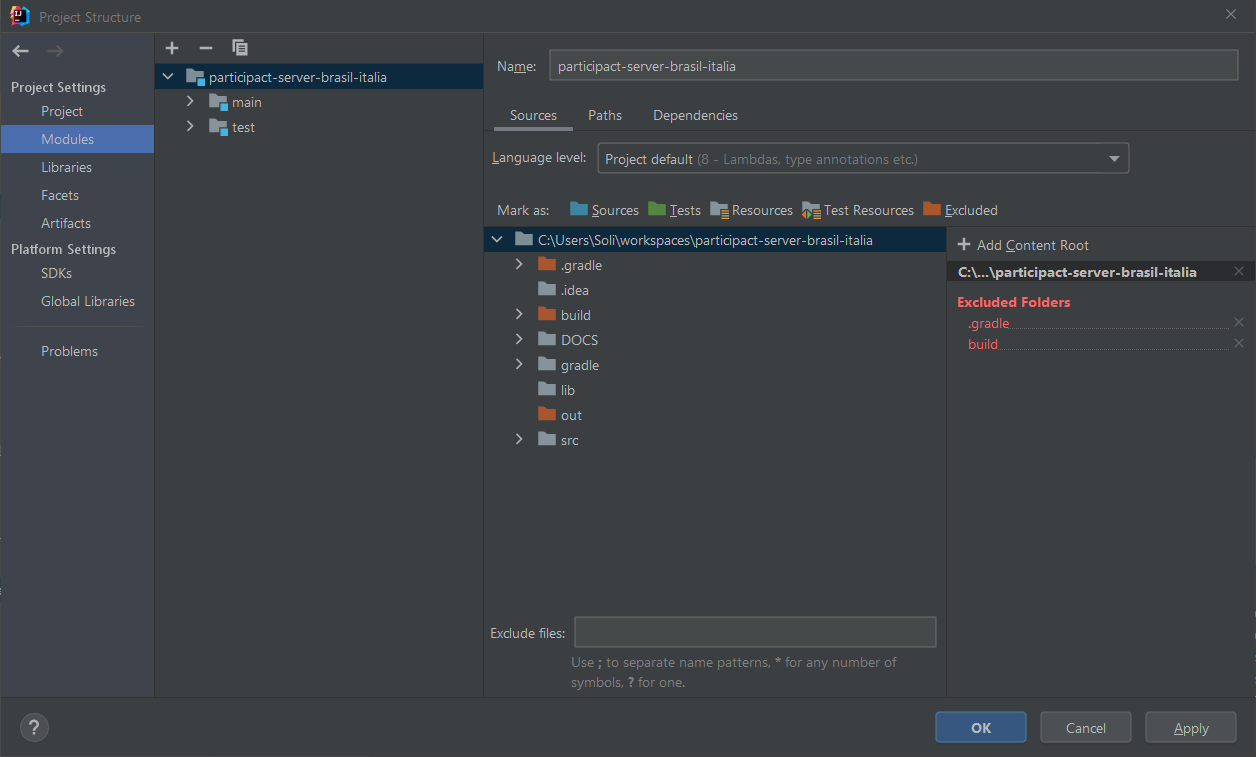 Project Structure
Project Settings
Project
Modules
Libraries
Facets
Artifacts
Platform Settings
SDKs
Global Libraries
Problems
participact-server-brasil-italia
main
test
Name: participact-server-brasil-italia
Sources Paths Dependencies
Language level: Project default (8 - Lambdas, type annotations etc.)
Mark as: Sources Tests Resources Test Resources Excluded
C:\Users\Soli\workspaces\participact-server-brasil-italia
.gradle
.idea
build
DOCS
gradle
lib
out
src
Add Content Root
C:\...\participact-server-brasil-italia
Excluded Folders
.gradle
build
Exclude files:
Use ; to separate name patterns, * for any number of
symbols, ? for one.
?
OK Cancel Apply